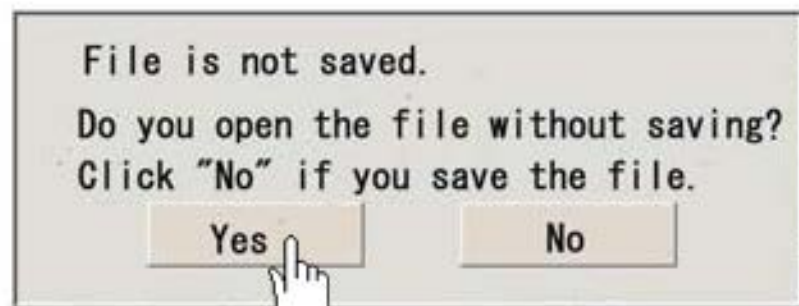 File is not saved.
Do you open the file without saving?
Click "No" if you save the file.
Yes No